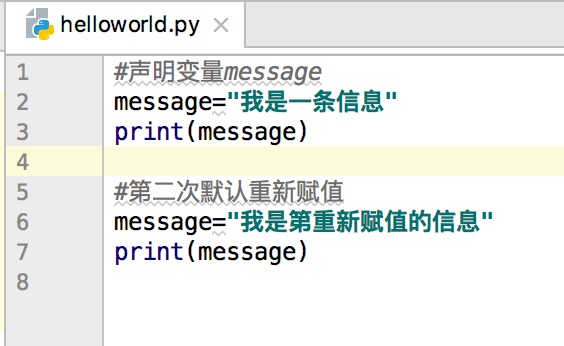 helloworld.py
1 #声明变量message
2 message="我是一条信息"
3 print(message)
4
5 #第二次默认重新赋值
6 message="我是第重新赋值的信息"
7 print(message)
8